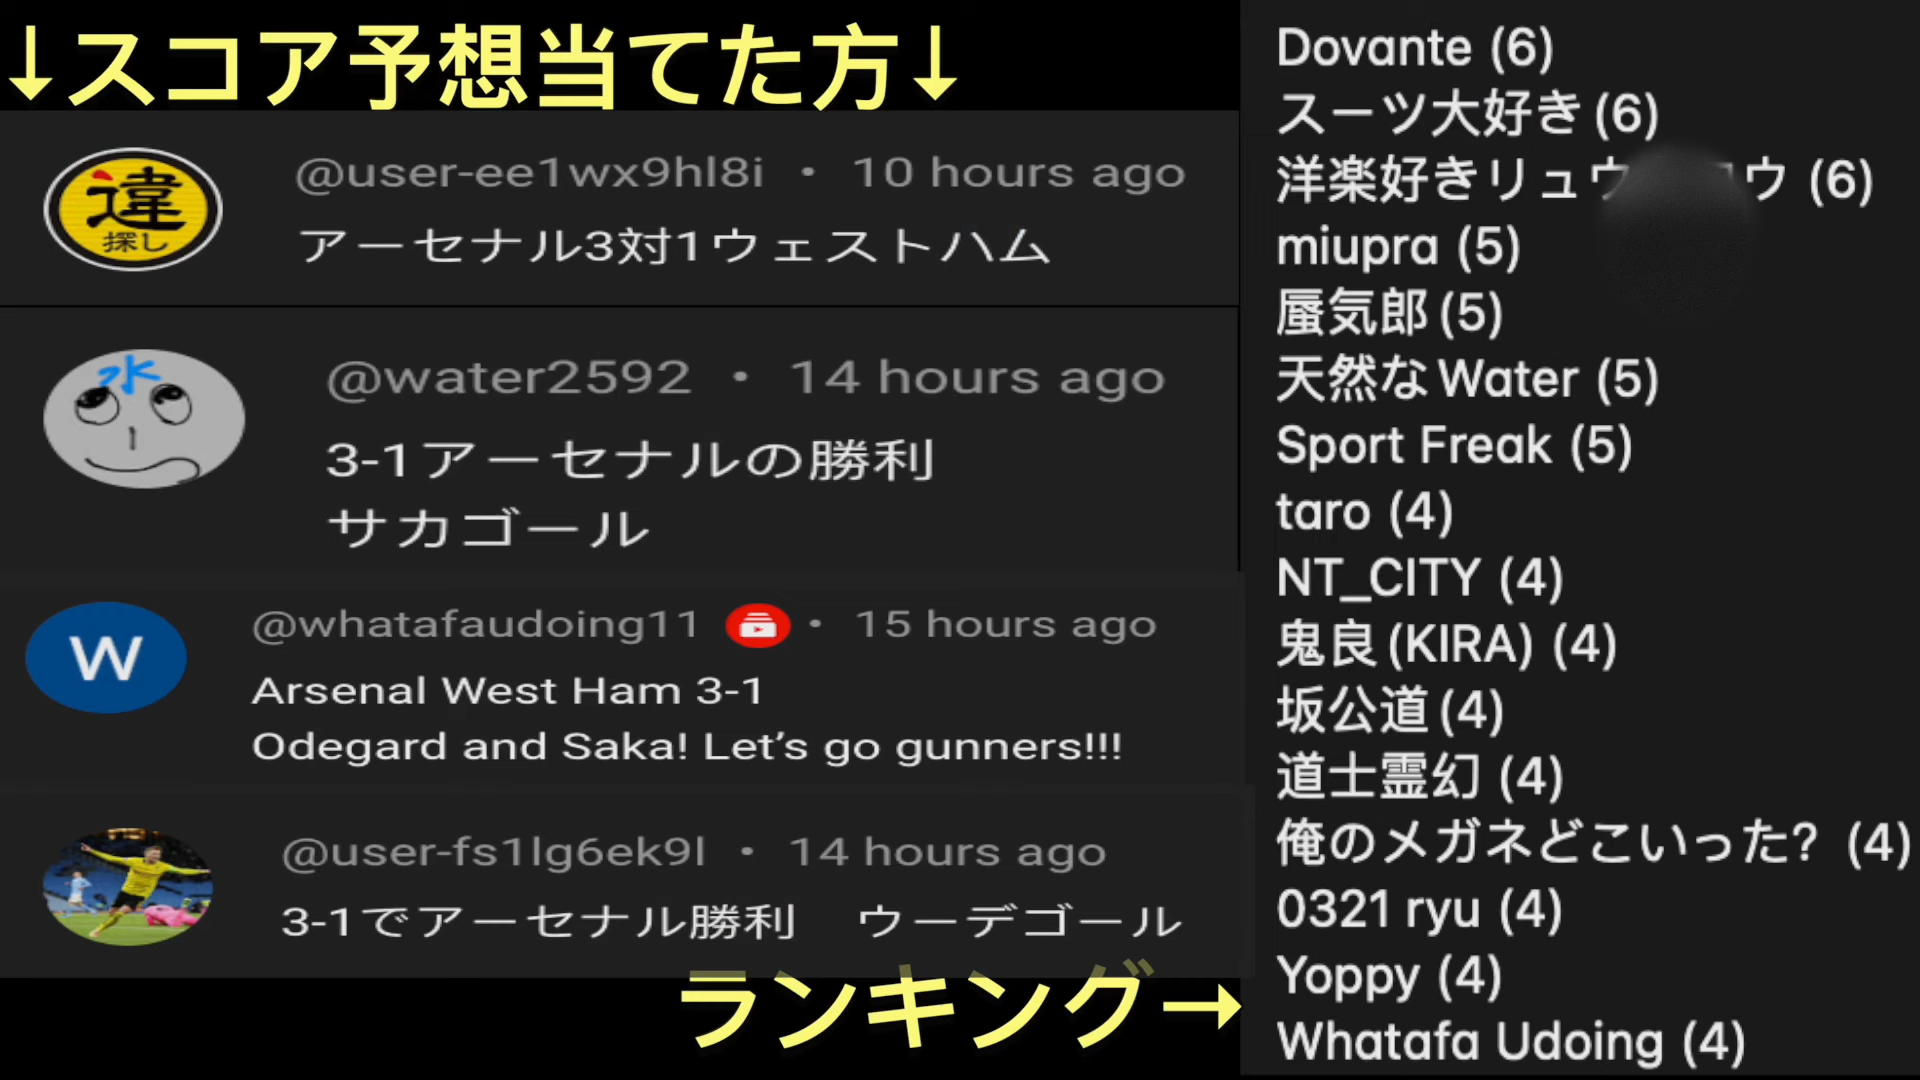 ↓スコア予想当てた方↓
違
探し
@user-ee1wx9hl8i • 10 hours ago
アーセナル3対1ウェストハム
水
@water2592 • 14 hours ago
3-1アーセナルの勝利
サカゴール
W
@whatafaudoing11 • 15 hours ago
Arsenal West Ham 3-1
Odegard and Saka! Let’s go gunners!!!
@user-fs1lg6ek9l • 14 hours ago
3-1でアーセナル勝利　ウーデゴール
ランキング→
Dovante (6)
スーツ大好き(6)
洋楽好きリュウ ウ (6)
miupra (5)
蜃気郎(5)
天然なWater (5)
Sport Freak (5)
taro (4)
NT_CITY (4)
鬼良(KIRA) (4)
坂公道(4)
道士霊幻 (4)
俺のメガネどこいった? (4)
0321 ryu (4)
Yoppy (4)
Whatafa Udoing (4)